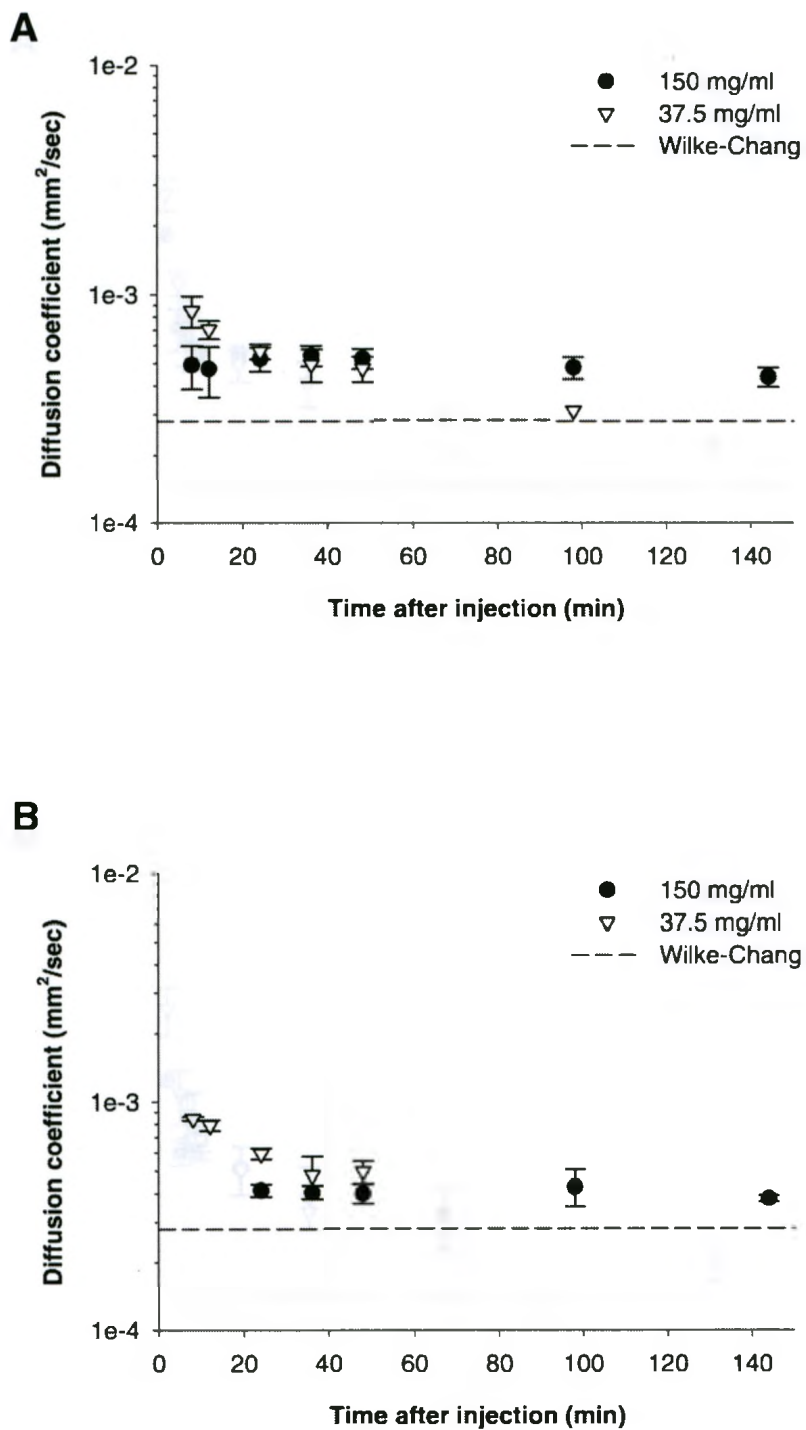 A
1e-2
1e-3
1e-4
Diffusion coefficient (mm²/sec)
150 mg/ml
37.5 mg/ml
Wilke-Chang
0 20 40 60 80 100 120 140
Time after injection (min)
B
1e-2
1e-3
1e-4
Diffusion coefficient (mm²/sec)
150 mg/ml
37.5 mg/ml
Wilke-Chang
0 20 40 60 80 100 120 140
Time after injection (min)